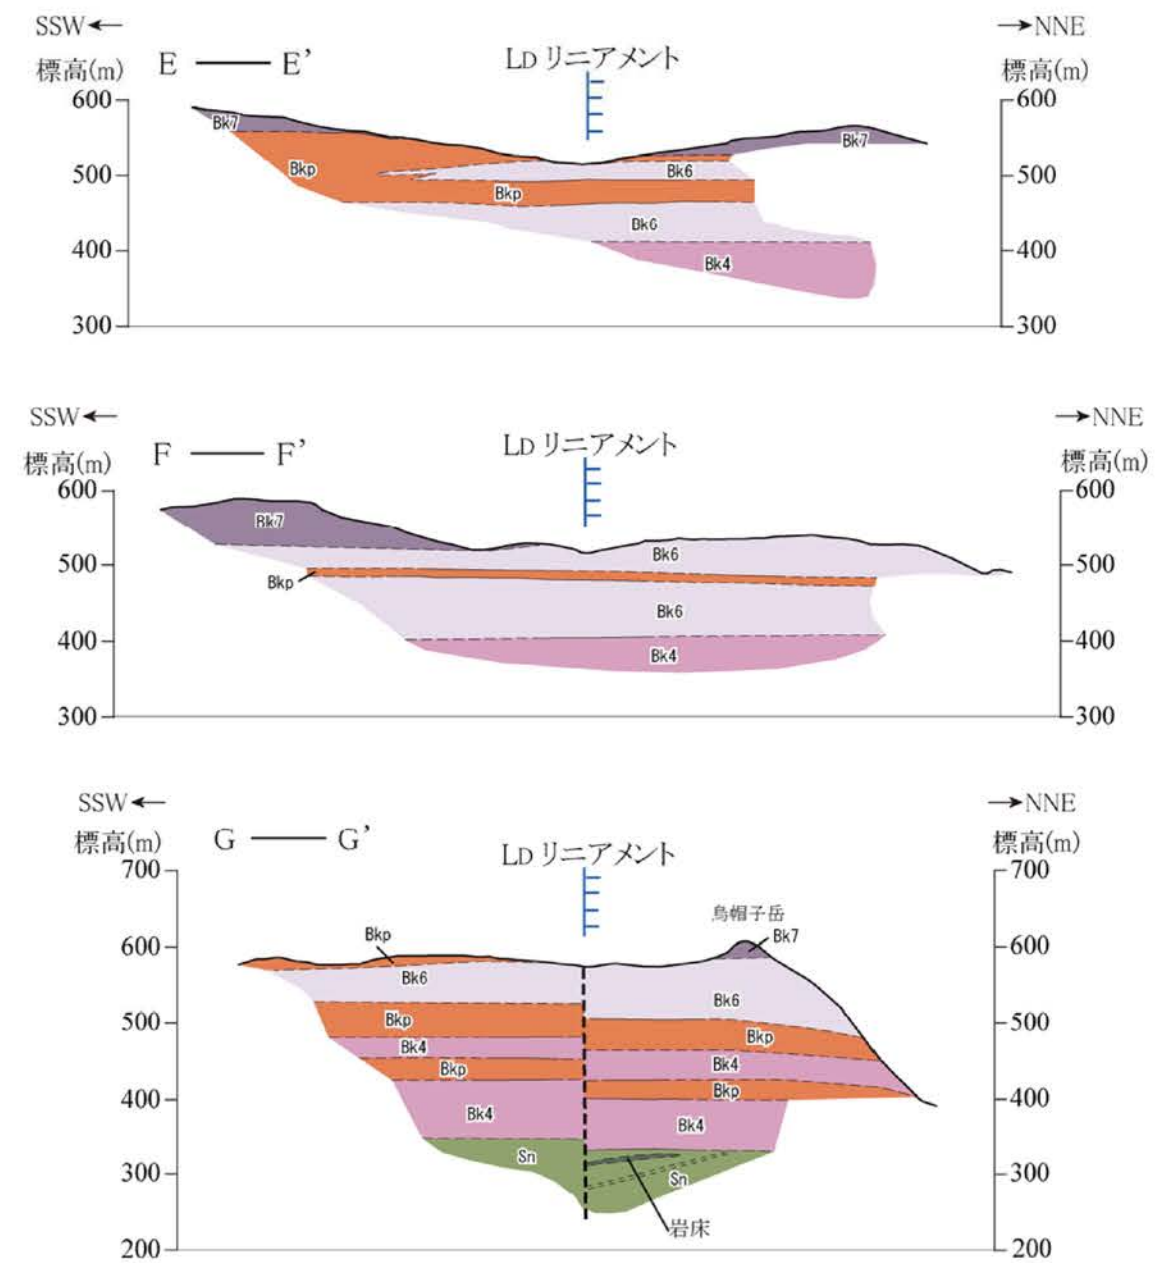 SSW← →NNE
標高(m) E —— E’ LD リニアメント 標高(m)
600 600
Bk7 Bk7
Bkp Bk6
500 500
Bkp
Bk6
400 400
Bk4
300 300
SSW← →NNE
標高(m) F —— F’ LD リニアメント 標高(m)
600 600
Bk7
Bk6
500 500
Bkp
Bk6
400 400
Bk4
300 300
SSW← →NNE
標高(m) G —— G’ LD リニアメント 標高(m)
700 700
烏帽子岳
Bkp Bk7
600 600
Bk6 Bk6
500 500
Bkp Bkp
Bk4 Bk4
Bkp Bkp
400 400
Bk4 Bk4
Sn Sn
300 300
岩床
200 200